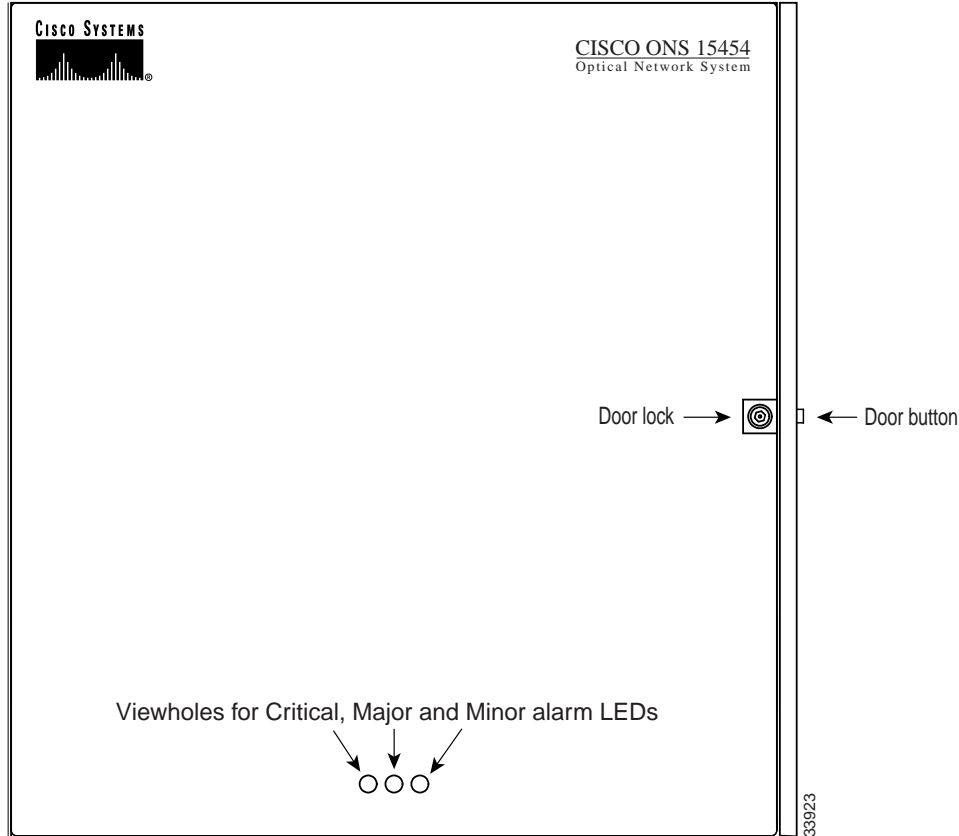 CISCO SYSTEMS
®
CISCO ONS 15454
Optical Network System
Door lock
Door button
Viewholes for Critical, Major and Minor alarm LEDs
33923